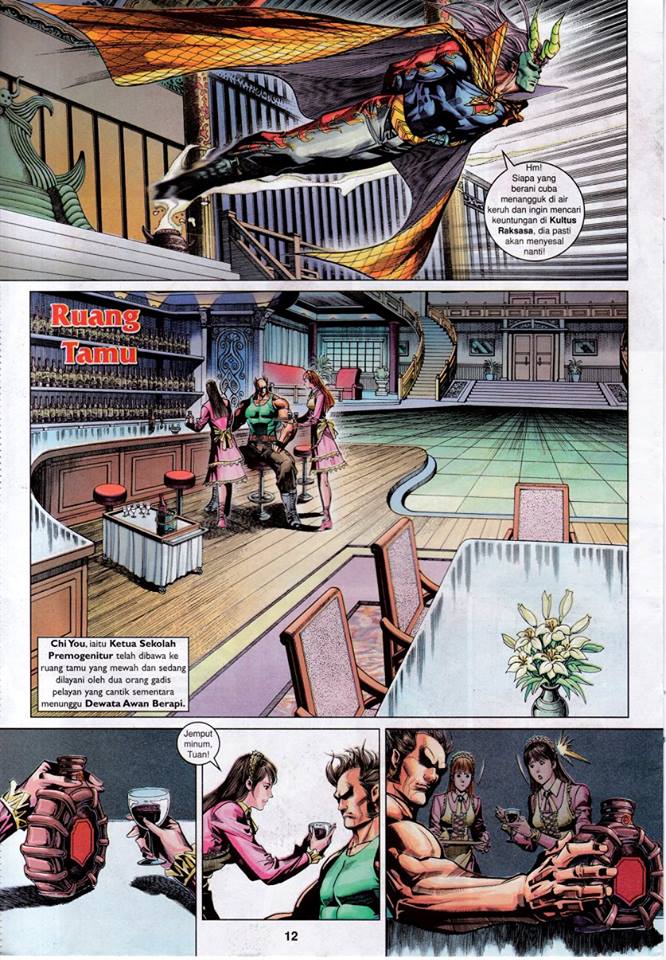 Hm!
Siapa yang
berani cuba
menangguk di air
keruh dan ingin mencari
keuntungan di Kultus
Raksasa, dia pasti
akan menyesal
nanti!
Ruang
Tamu
Chi You, iaitu Ketua Sekolah
Premogenitur telah dibawa ke
ruang tamu yang mewah dan sedang
dilayani oleh dua orang gadis
pelayan yang cantik sementara
menunggu Dewata Awan Berapi.
Jemput
minum,
Tuan!
12